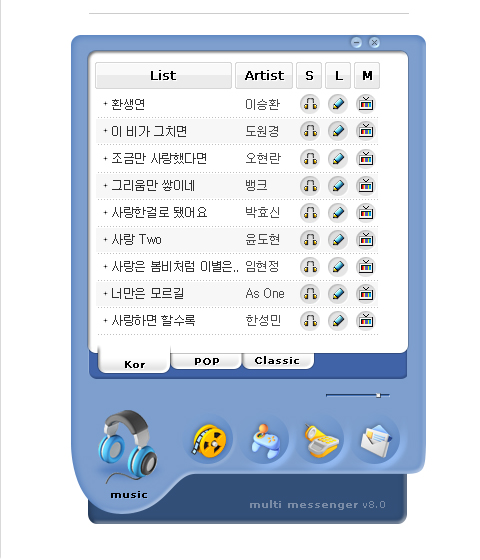 List Artist S L M
환생연 이승환
이 비가 그치면 도원경
조금만 사랑했다면 오현란
그리움만 쌓이네 뱅크
사랑한걸로 됐어요 박효신
사랑 Two 윤도현
사랑은 봄비처럼 이별은.. 임현정
너만은 모르길 As One
사랑하면 할수록 한성민
Kor POP Classic
music
multi messenger v8.0